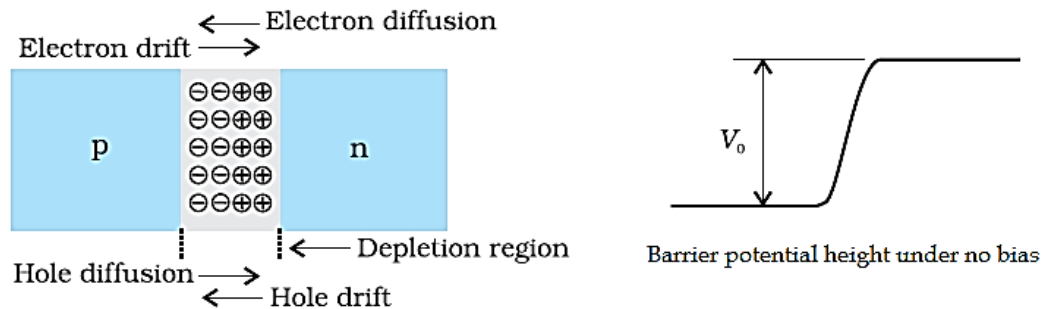 Electron diffusion
Electron drift
p
⊖⊖⊕⊕
⊖⊖⊕⊕
⊖⊖⊕⊕
⊖⊖⊕⊕
⊖⊖⊕⊕
n
Depletion region
Hole diffusion
Hole drift
V₀
Barrier potential height under no bias